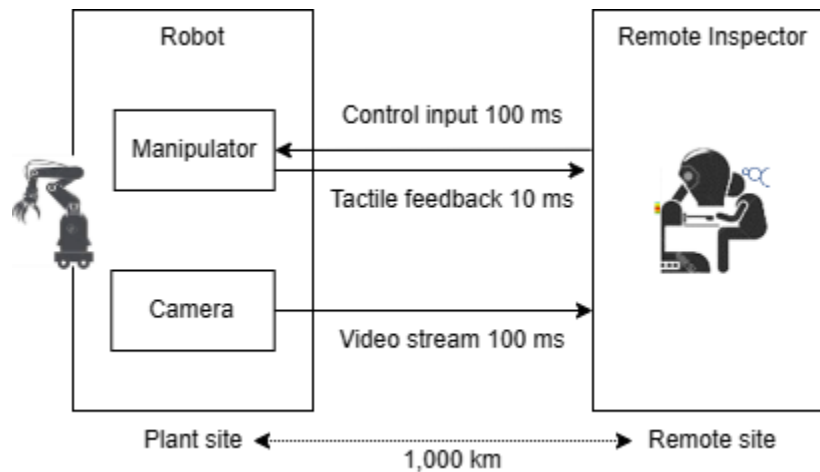 Robot
Remote Inspector
Control input 100 ms
Manipulator
Tactile feedback 10 ms
Camera
Video stream 100 ms
Plant site
Remote site
1,000 km